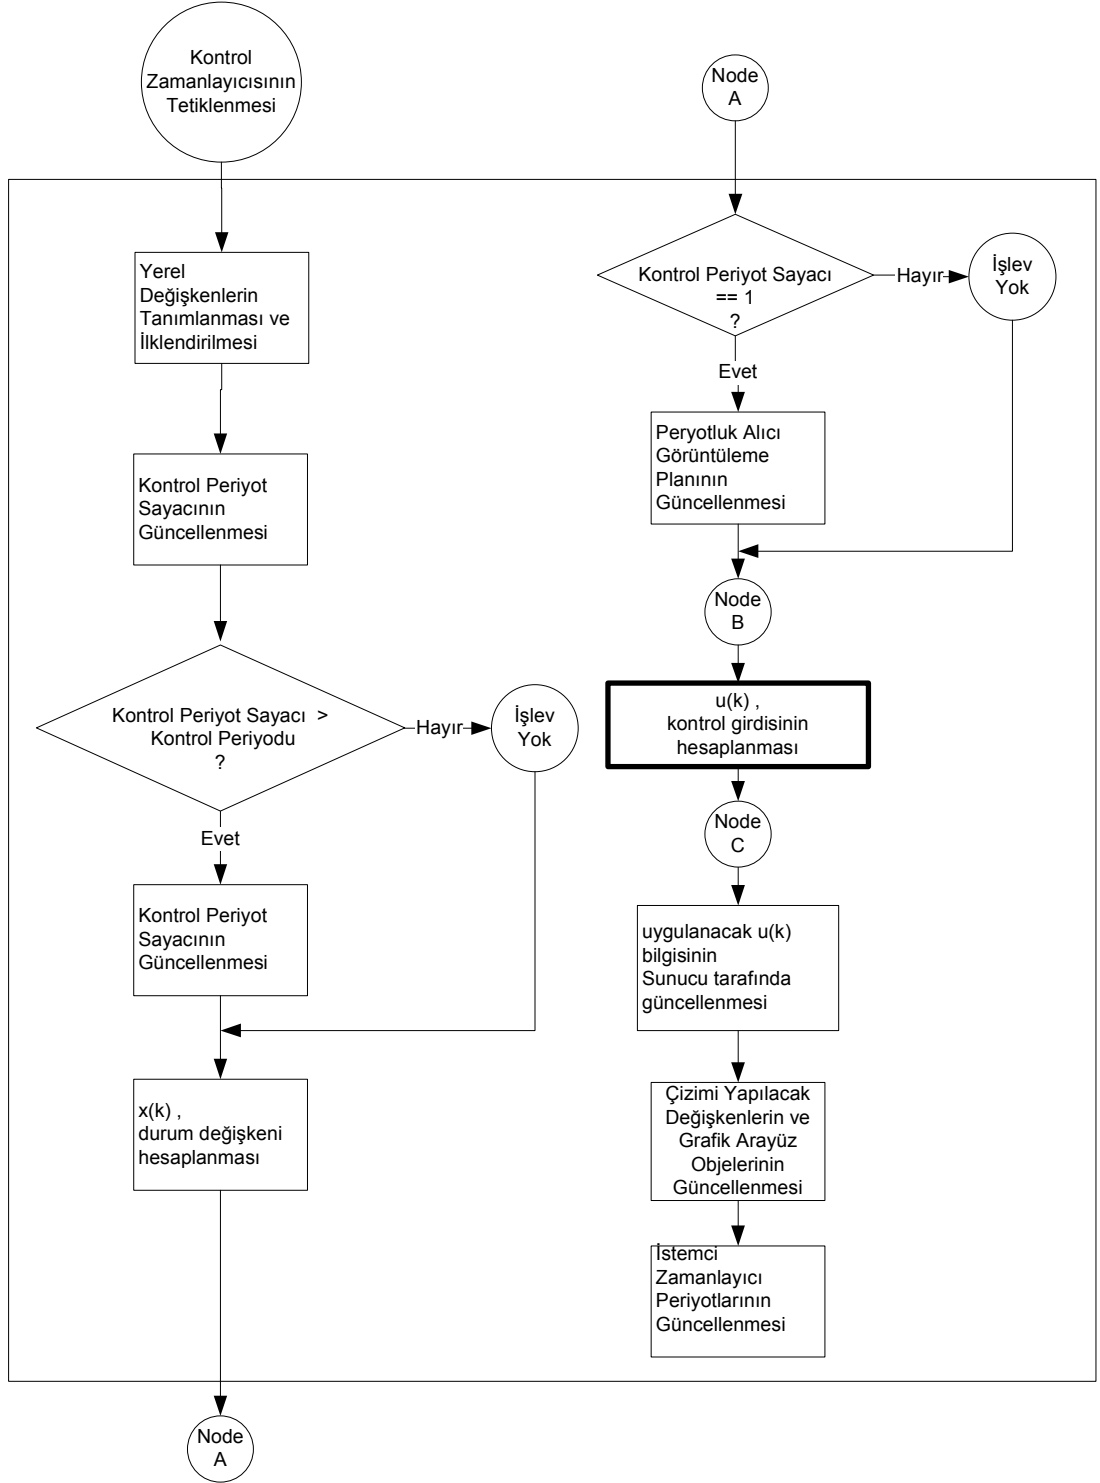 Kontrol
Zamanlayıcısının
Tetiklenmesi
Yerel
Değişkenlerin
Tanımlanması ve
İlklendirilmesi
Kontrol Periyot
Sayacının
Güncellenmesi
Kontrol Periyot Sayacı >
Kontrol Periyodu
?
Hayır
İşlev
Yok
Evet
Kontrol Periyot
Sayacının
Güncellenmesi
x(k) ,
durum değişkeni
hesaplanması
Node
A
Node
A
Kontrol Periyot Sayacı
== 1
?
Hayır
İşlev
Yok
Evet
Peryotluk Alıcı
Görüntüleme
Planının
Güncellenmesi
Node
B
u(k) ,
kontrol girdisinin
hesaplanması
Node
C
uygulanacak u(k)
bilgisinin
Sunucu tarafında
güncellenmesi
Çizimi Yapılacak
Değişkenlerin ve
Grafik Arayüz
Objelerinin
Güncellenmesi
İstemci
Zamanlayıcı
Periyotlarının
Güncellenmesi